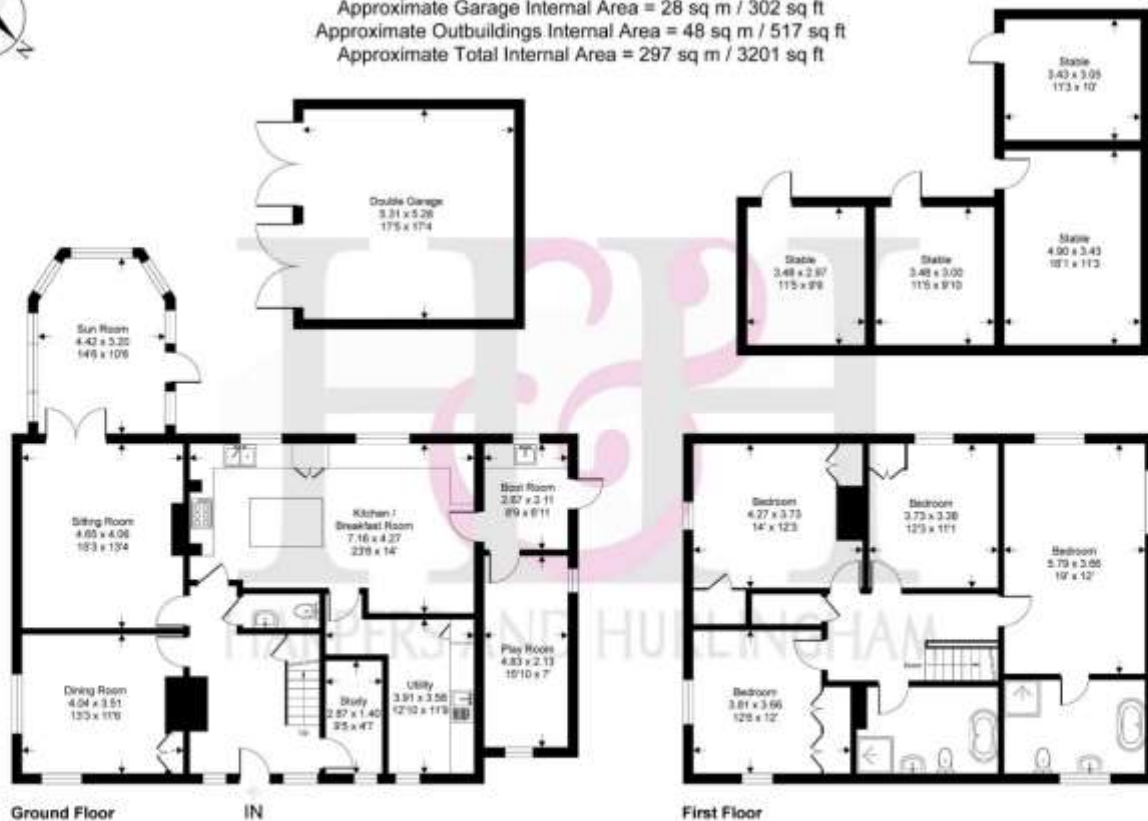 Approximate Garage Internal Area = 28 sq m / 302 sq ft
Approximate Outbuildings Internal Area = 48 sq m / 517 sq ft
Approximate Total Internal Area = 297 sq m / 3201 sq ft
N
Stable
3.43 x 3.05
11'3 x 10'
Double Garage
5.31 x 5.28
17'5 x 17'4
Stable
3.48 x 2.97
11'5 x 9'9
Stable
3.48 x 3.00
11'5 x 9'10
Stable
4.90 x 3.43
16'1 x 11'3
Sun Room
4.42 x 3.20
14'6 x 10'6
H&H
HARPERS AND HURLINGHAM
Sitting Room
4.65 x 4.06
15'3 x 13'4
Kitchen /
Breakfast Room
7.16 x 4.27
23'6 x 14'
Boot Room
2.67 x 2.11
8'9 x 6'11
Dining Room
4.04 x 3.51
13'3 x 11'6
Study
2.87 x 1.40
9'5 x 4'7
Utility
3.91 x 3.58
12'10 x 11'9
Play Room
4.83 x 2.13
15'10 x 7'
Up
Ground Floor
IN
Bedroom
4.27 x 3.73
14' x 12'3
Bedroom
3.73 x 3.38
12'3 x 11'1
Bedroom
5.79 x 3.66
19' x 12'
Bedroom
3.81 x 3.66
12'6 x 12'
Down
First Floor